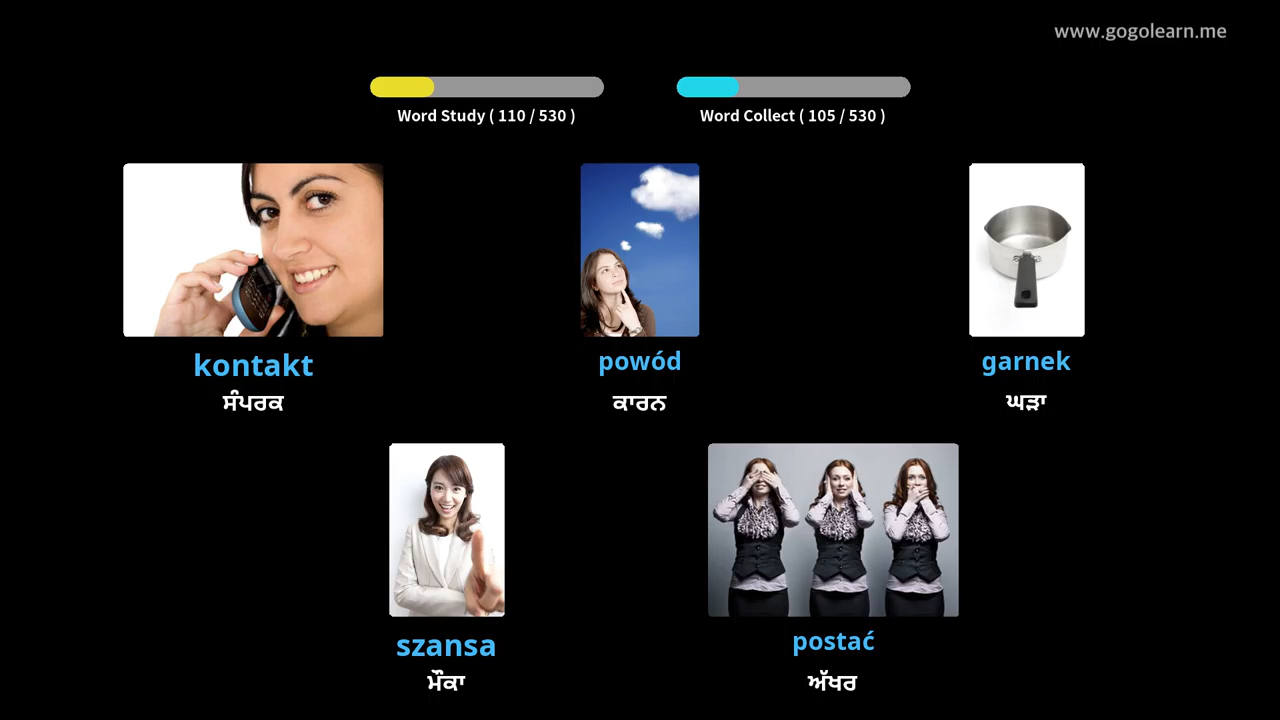 www.gogolearn.me
Word Study ( 110 / 530 )
Word Collect ( 105 / 530 )
kontakt
ਸੰਪਰਕ
powód
ਕਾਰਨ
garnek
ਘੜਾ
szansa
ਮੌਕਾ
postać
ਅੱਖਰ